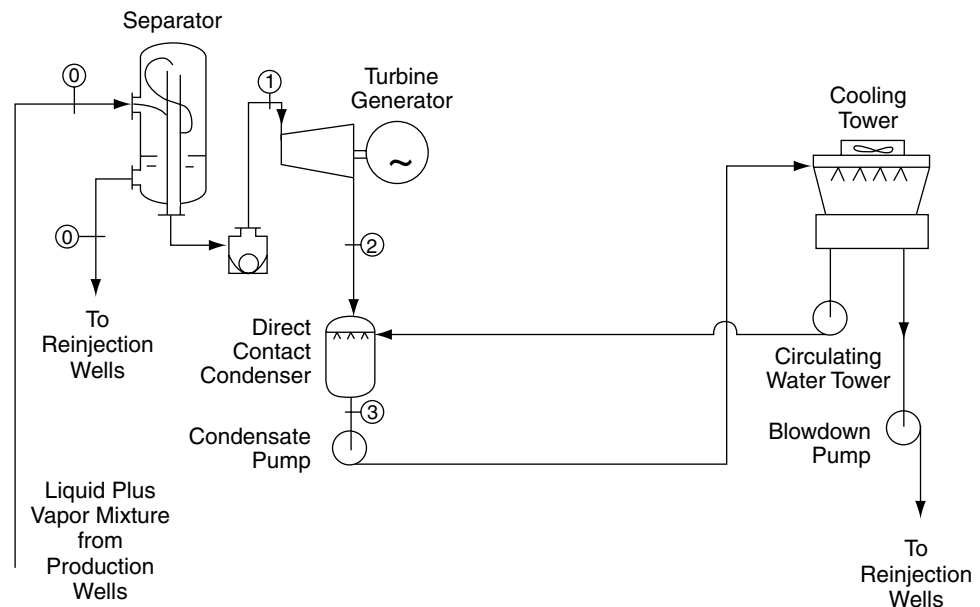 Separator
0
1
Turbine
Generator
~
Cooling
Tower
0
2
To
Reinjection
Wells
Direct
Contact
Condenser
Circulating
Water Tower
3
Condensate
Pump
Blowdown
Pump
Liquid Plus
Vapor Mixture
from
Production
Wells
To
Reinjection
Wells